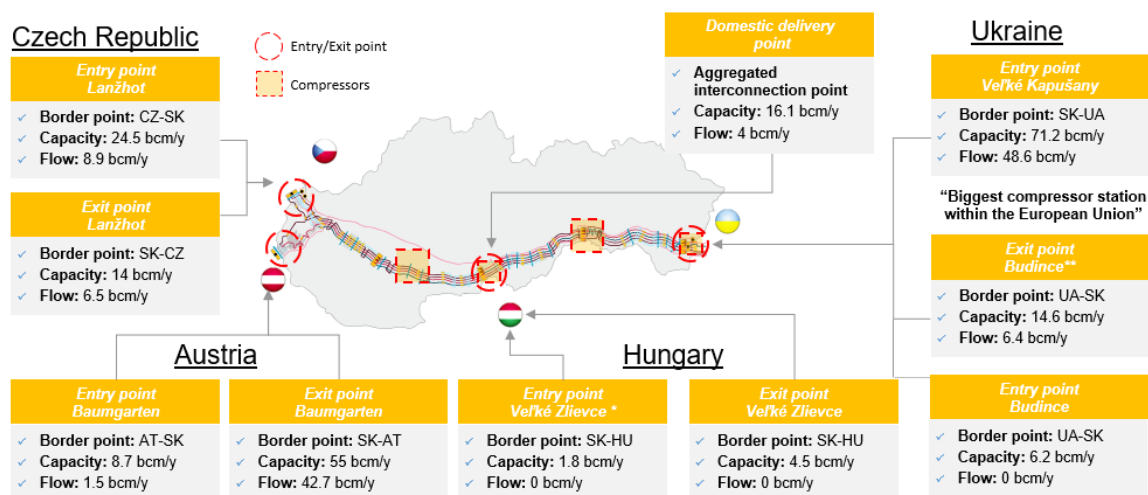 Czech Republic
Entry point
Lanžhot
Border point: CZ-SK
Capacity: 24.5 bcm/y
Flow: 8.9 bcm/y
Exit point
Lanžhot
Border point: SK-CZ
Capacity: 14 bcm/y
Flow: 6.5 bcm/y
Entry/Exit point
Compressors
Domestic delivery
point
Aggregated
interconnection point
Capacity: 16.1 bcm/y
Flow: 4 bcm/y
Ukraine
Entry point
Veľké Kapušany
Border point: SK-UA
Capacity: 71.2 bcm/y
Flow: 48.6 bcm/y
“Biggest compressor station
within the European Union”
Exit point
Budince**
Border point: UA-SK
Capacity: 14.6 bcm/y
Flow: 6.4 bcm/y
Entry point
Budince
Border point: UA-SK
Capacity: 6.2 bcm/y
Flow: 0 bcm/y
Austria
Entry point
Baumgarten
Border point: AT-SK
Capacity: 8.7 bcm/y
Flow: 1.5 bcm/y
Exit point
Baumgarten
Border point: SK-AT
Capacity: 55 bcm/y
Flow: 42.7 bcm/y
Hungary
Entry point
Veľké Zlievce *
Border point: SK-HU
Capacity: 1.8 bcm/y
Flow: 0 bcm/y
Exit point
Veľké Zlievce
Border point: SK-HU
Capacity: 4.5 bcm/y
Flow: 0 bcm/y